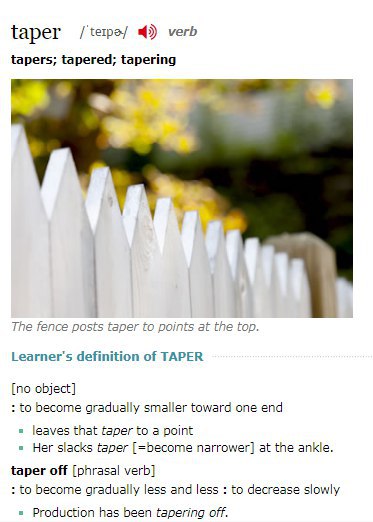 taper /ˈteɪpɚ/ verb
tapers; tapered; tapering
The fence posts taper to points at the top.
Learner's definition of TAPER
[no object]
: to become gradually smaller toward one end
leaves that taper to a point
Her slacks taper [=become narrower] at the ankle.
taper off [phrasal verb]
: to become gradually less and less : to decrease slowly
Production has been tapering off.